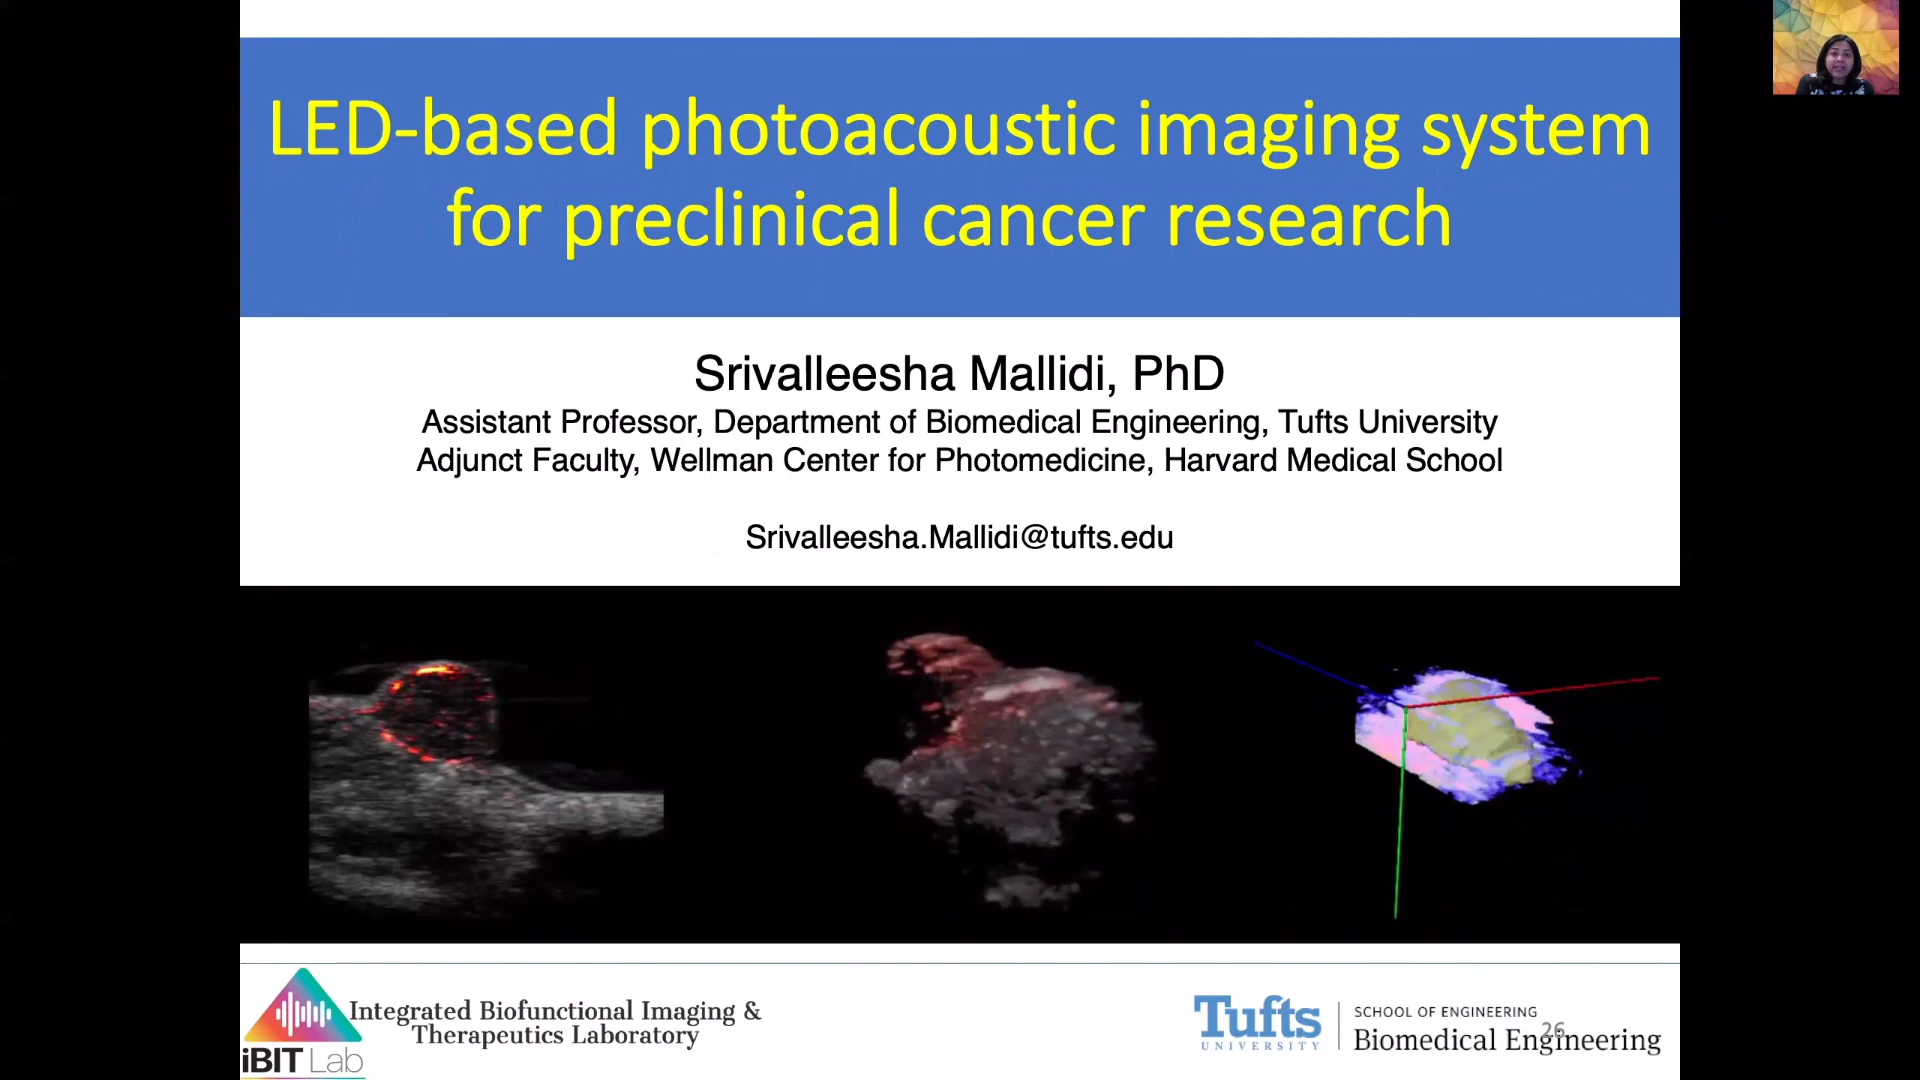 LED-based photoacoustic imaging system
for preclinical cancer research
Srivalleesha Mallidi, PhD
Assistant Professor, Department of Biomedical Engineering, Tufts University
Adjunct Faculty, Wellman Center for Photomedicine, Harvard Medical School
Srivalleesha.Mallidi@tufts.edu
Integrated Biofunctional Imaging &
Therapeutics Laboratory
iBIT Lab
Tufts
UNIVERSITY
SCHOOL OF ENGINEERING
Biomedical Engineering
26